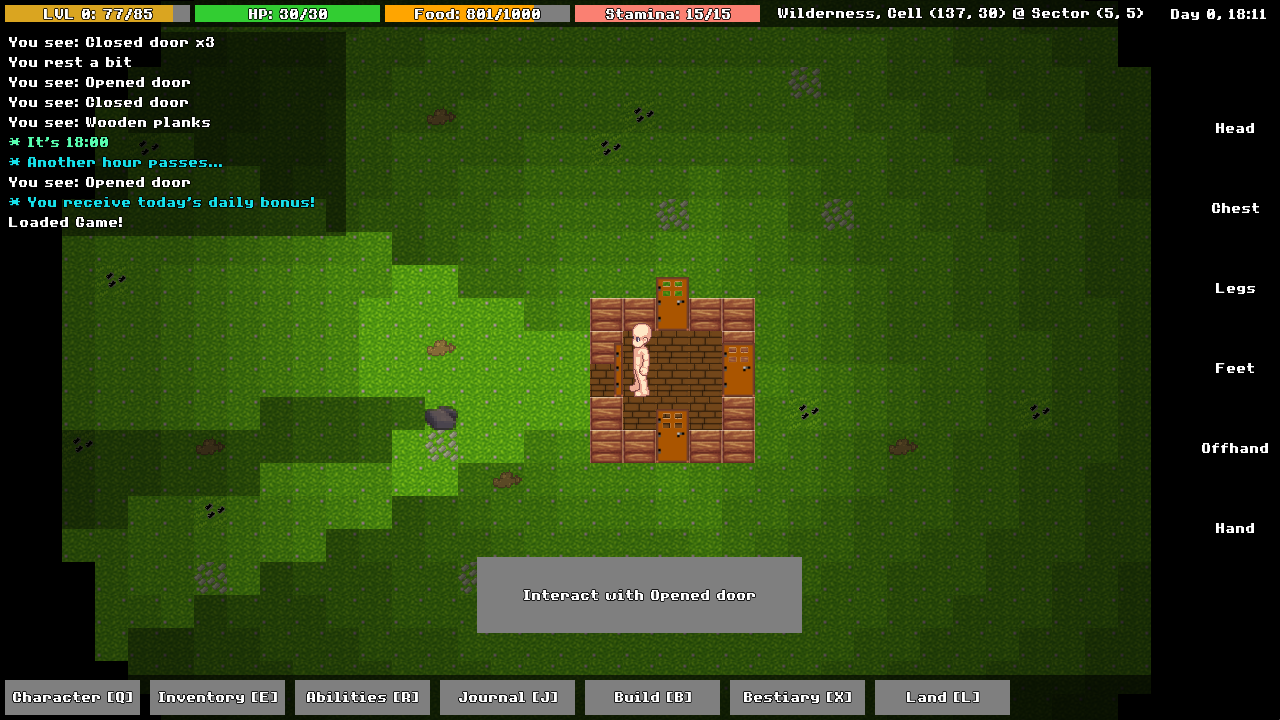 LVL 0: 77/85 HP: 30/30 Food: 801/1000 Stamina: 15/15 Wilderness, Cell (137, 30) @ Sector (5, 5) Day 0, 18:11
You see: Closed door x3
You rest a bit
You see: Opened door
You see: Closed door
You see: Wooden planks
* It's 18:00
* Another hour passes...
You see: Opened door
* You receive today's daily bonus!
Loaded Game!
Head
Chest
Legs
Feet
Offhand
Hand
Interact with Opened door
Character [Q] Inventory [E] Abilities [R] Journal [J] Build [B] Bestiary [X] Land [L]